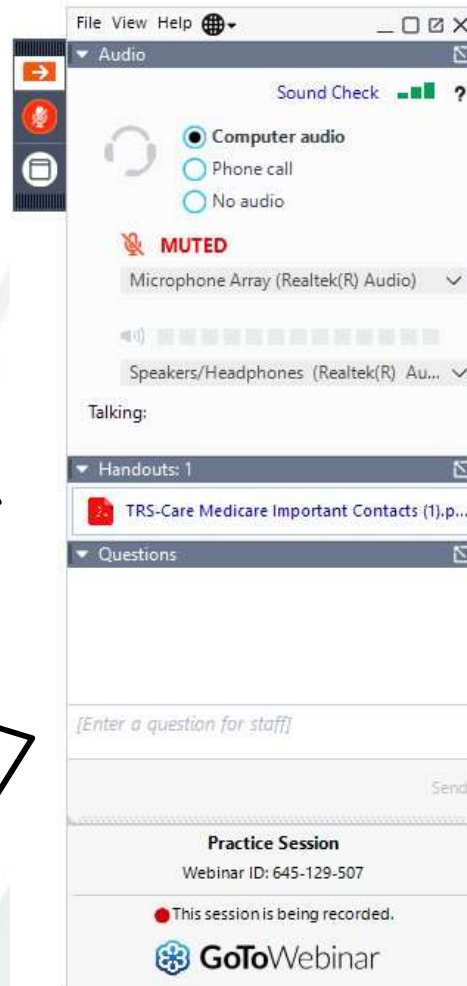 File View Help
Audio
Sound Check ?
Computer audio
Phone call
No audio
MUTED
Microphone Array (Realtek(R) Audio)
Speakers/Headphones (Realtek(R) Au...
Talking:
Handouts: 1
TRS-Care Medicare Important Contacts (1).p...
Questions
[Enter a question for staff]
Send
Practice Session
Webinar ID: 645-129-507
This session is being recorded.
GoToWebinar